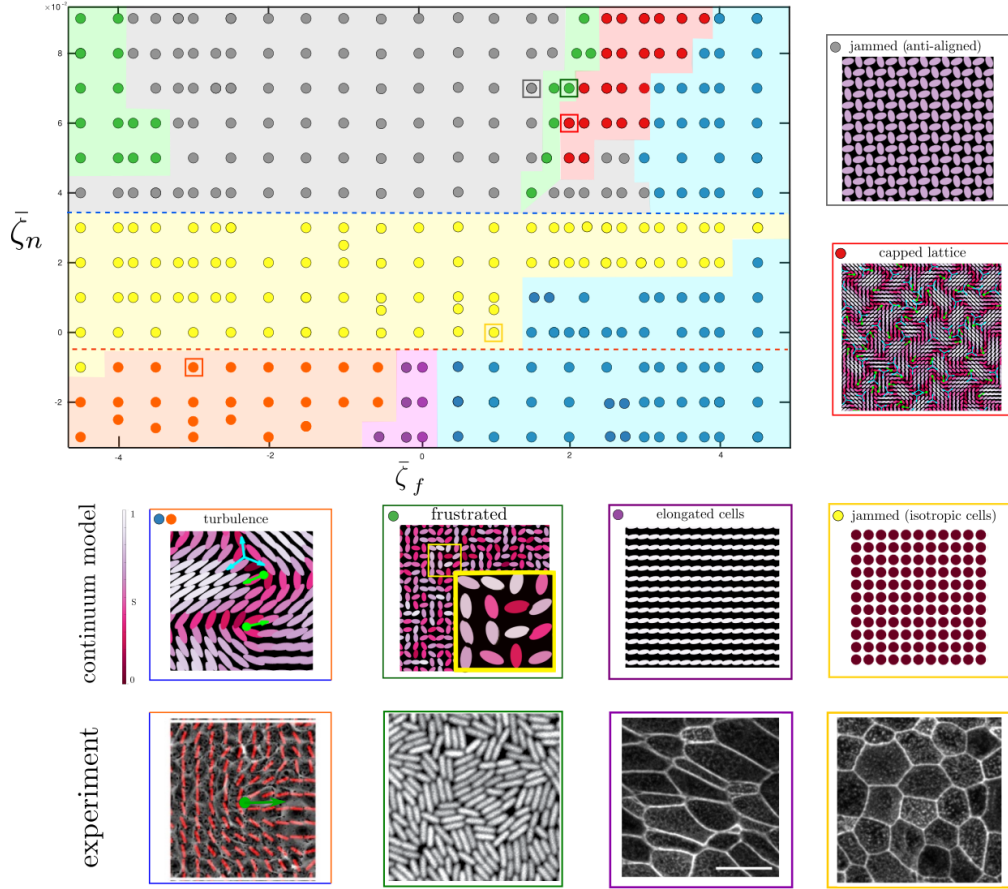 8 ×10⁻²
8
6
4
2
0
-2
ζ̄n
-4
-2
0
2
4
ζ̄f
jammed (anti-aligned)
capped lattice
continuum model
1
S
0
turbulence
frustrated
elongated cells
jammed (isotropic cells)
experiment